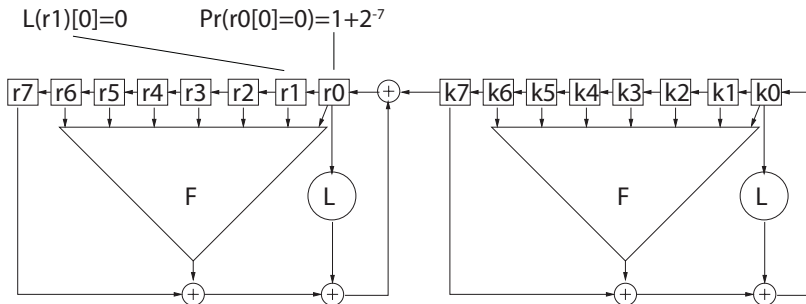 L(r1)[0]=0 Pr(r0[0]=0)=1+2⁻⁷
r7 r6 r5 r4 r3 r2 r1 r0 + k7 k6 k5 k4 k3 k2 k1 k0
F L F L
+ + + +